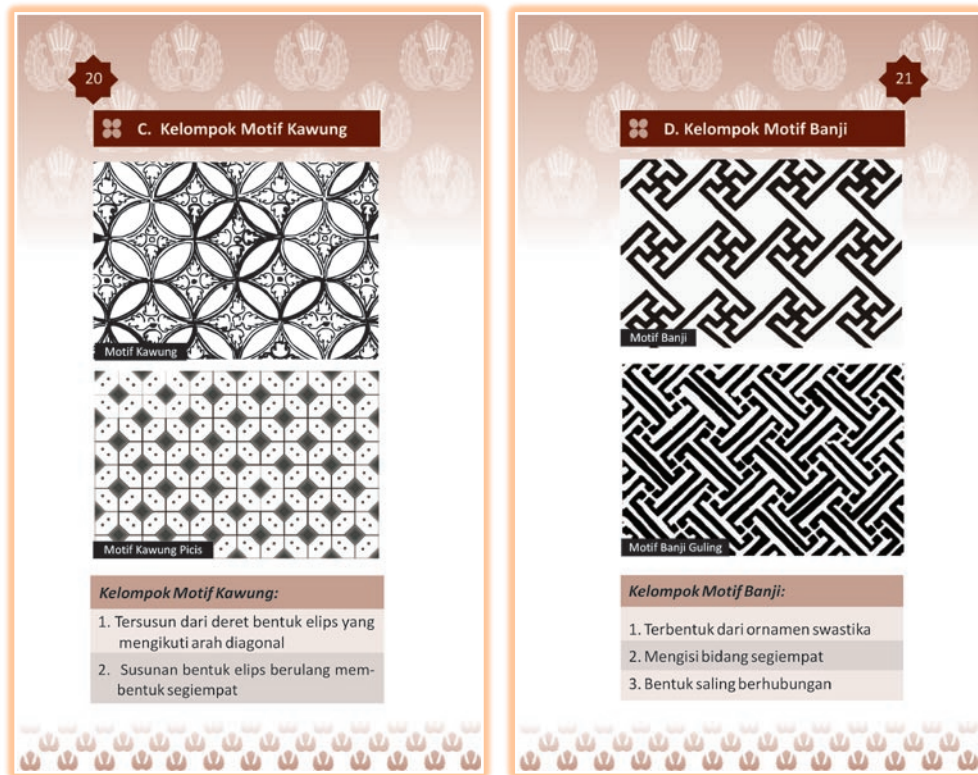 20
C. Kelompok Motif Kawung
Motif Kawung
Motif Kawung Picis
Kelompok Motif Kawung:
1. Tersusun dari deret bentuk elips yang
mengikuti arah diagonal
2. Susunan bentuk elips berulang mem-
bentuk segiempat
21
D. Kelompok Motif Banji
Motif Banji
Motif Banji Guling
Kelompok Motif Banji:
1. Terbentuk dari ornamen swastika
2. Mengisi bidang segiempat
3. Bentuk saling berhubungan